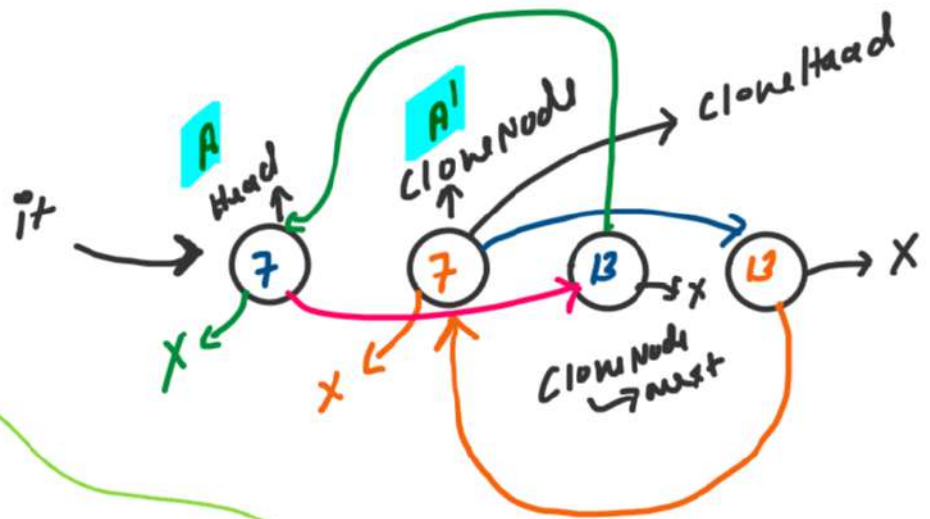 A
A'
Head
CloneNode
CloneHead
it
7
7
13
13
X
X
X
X
CloneNode
→next